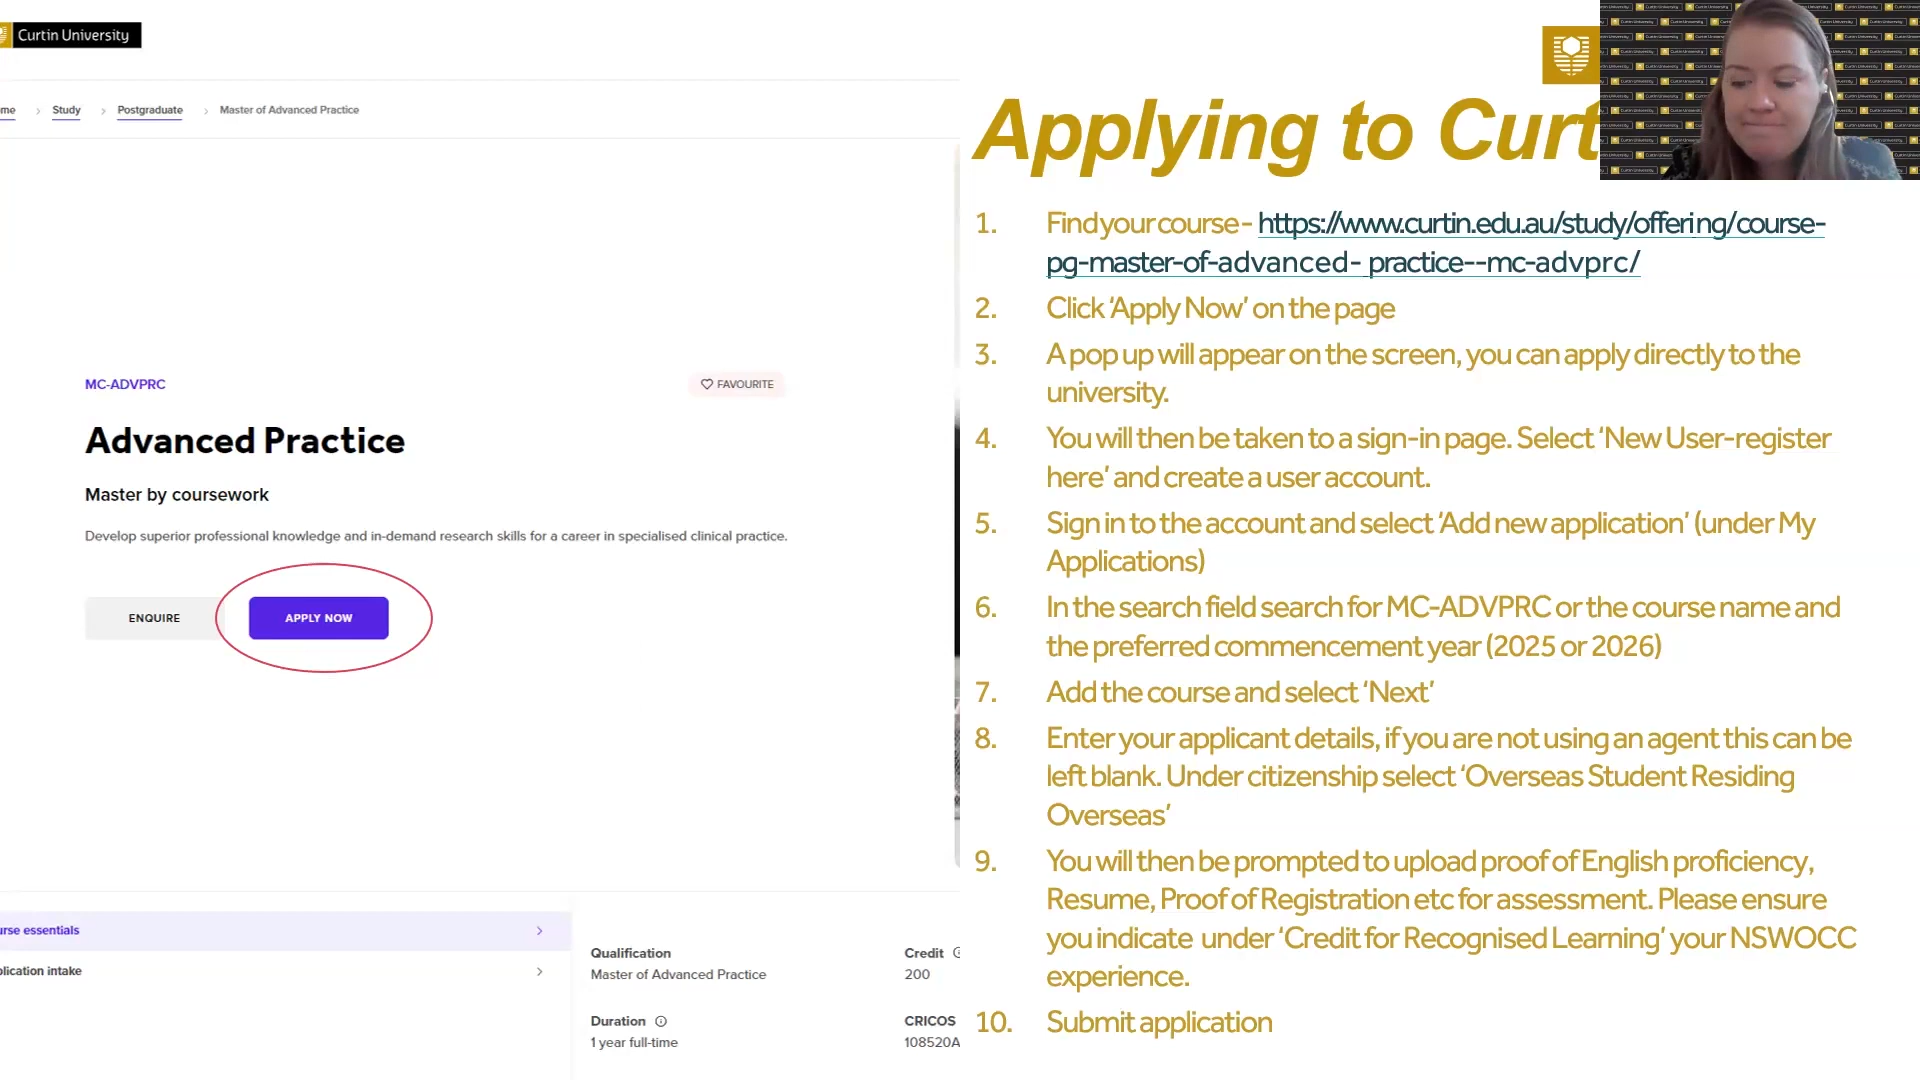 Curtin University
me > Study > Postgraduate > Master of Advanced Practice
MC-ADVPRC
FAVOURITE
Advanced Practice
Master by coursework
Develop superior professional knowledge and in-demand research skills for a career in specialised clinical practice.
ENQUIRE
APPLY NOW
urse essentials
plication intake
Qualification
Master of Advanced Practice
Credit
200
Duration
1 year full-time
CRICOS
108520A
Applying to Curt
1. Find your course - https://www.curtin.edu.au/study/offering/course-
pg-master-of-advanced- practice--mc-advprc/
2. Click ‘Apply Now’ on the page
3. A pop up will appear on the screen, you can apply directly to the
university.
4. You will then be taken to a sign-in page. Select ‘New User-register
here’ and create a user account.
5. Sign in to the account and select ‘Add new application’ (under My
Applications)
6. In the search field search for MC-ADVPRC or the course name and
the preferred commencement year (2025 or 2026)
7. Add the course and select ‘Next’
8. Enter your applicant details, if you are not using an agent this can be
left blank. Under citizenship select ‘Overseas Student Residing
Overseas’
9. You will then be prompted to upload proof of English proficiency,
Resume, Proof of Registration etc for assessment. Please ensure
you indicate under ‘Credit for Recognised Learning’ your NSWOCC
experience.
10. Submit application